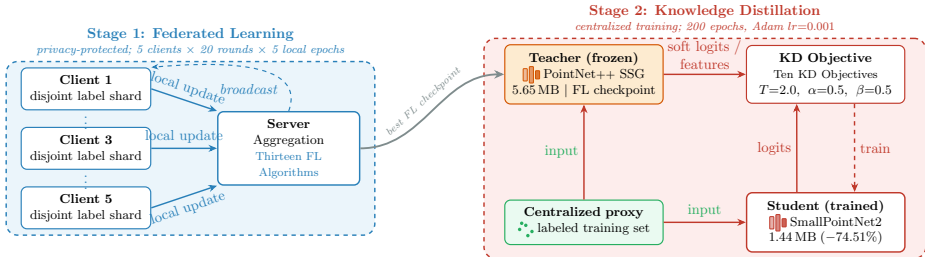 Stage 1: Federated Learning
privacy-protected; 5 clients × 20 rounds × 5 local epochs
Client 1
disjoint label shard
Client 3
disjoint label shard
Client 5
disjoint label shard
local update
local update
local update
broadcast
Server
Aggregation
Thirteen FL
Algorithms
best FL checkpoint
Stage 2: Knowledge Distillation
centralized training; 200 epochs, Adam lr=0.001
Teacher (frozen)
PointNet++ SSG
5.65 MB | FL checkpoint
soft logits /
features
KD Objective
Ten KD Objectives
T=2.0, α=0.5, β=0.5
input
logits
train
Centralized proxy
labeled training set
input
Student (trained)
SmallPointNet2
1.44 MB (−74.51%)